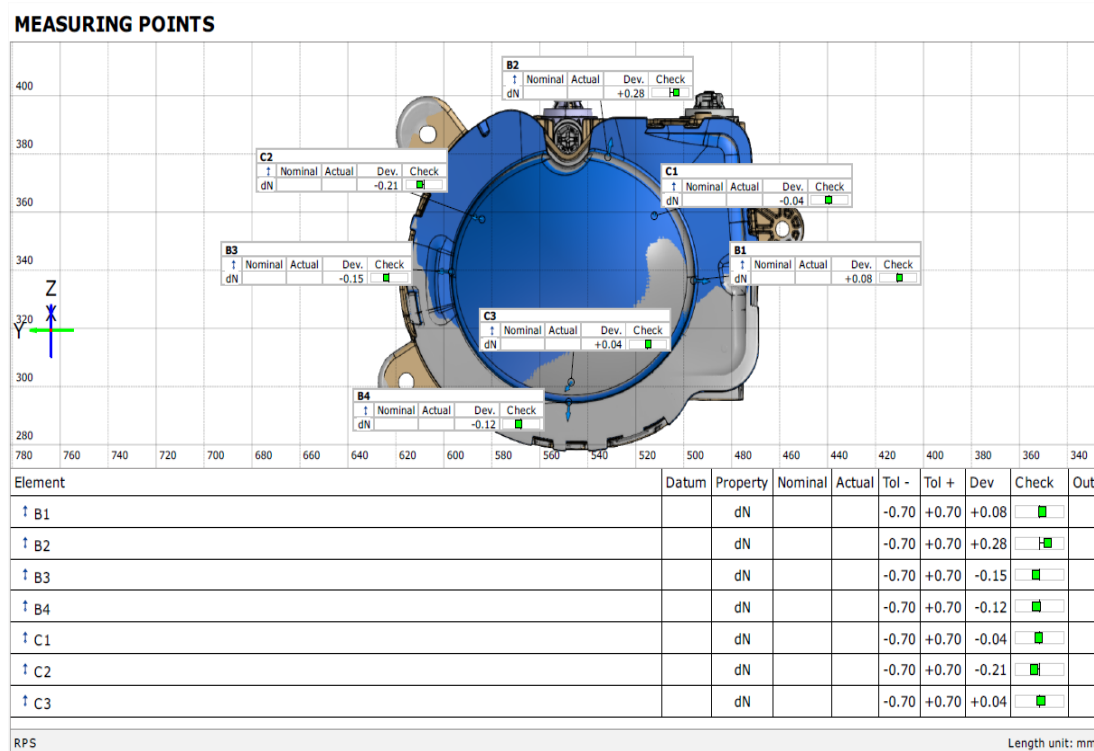 MEASURING POINTS
400
380
360
340
320
300
280
Z
X
Y
B2
↑ Nominal Actual Dev. Check
dN +0.28
C2
↑ Nominal Actual Dev. Check
dN -0.21
C1
↑ Nominal Actual Dev. Check
dN -0.04
B3
↑ Nominal Actual Dev. Check
dN -0.15
B1
↑ Nominal Actual Dev. Check
dN +0.08
C3
↑ Nominal Actual Dev. Check
dN +0.04
B4
↑ Nominal Actual Dev. Check
dN -0.12
780 760 740 720 700 680 660 640 620 600 580 560 540 520 500 480 460 440 420 400 380 360 340
Element Datum Property Nominal Actual Tol - Tol + Dev Check Out
↑ B1 dN -0.70 +0.70 +0.08
↑ B2 dN -0.70 +0.70 +0.28
↑ B3 dN -0.70 +0.70 -0.15
↑ B4 dN -0.70 +0.70 -0.12
↑ C1 dN -0.70 +0.70 -0.04
↑ C2 dN -0.70 +0.70 -0.21
↑ C3 dN -0.70 +0.70 +0.04
RPS Length unit: mm